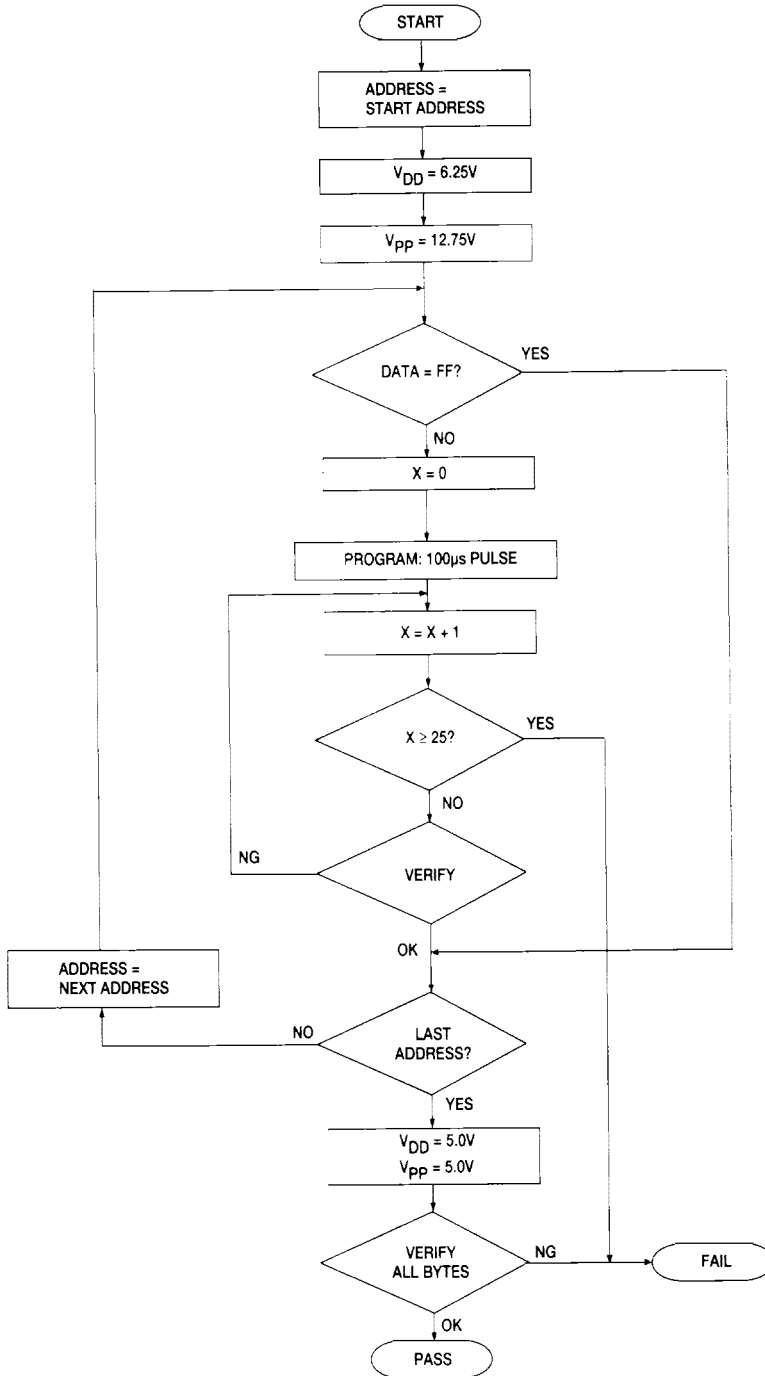 START
ADDRESS =
START ADDRESS
VDD = 6.25V
VPP = 12.75V
DATA = FF?
YES
NO
X = 0
PROGRAM: 100µs PULSE
X = X + 1
X ≥ 25?
YES
NO
NG
VERIFY
OK
ADDRESS =
NEXT ADDRESS
NO
LAST
ADDRESS?
YES
VDD = 5.0V
VPP = 5.0V
VERIFY
ALL BYTES
NG
FAIL
OK
PASS